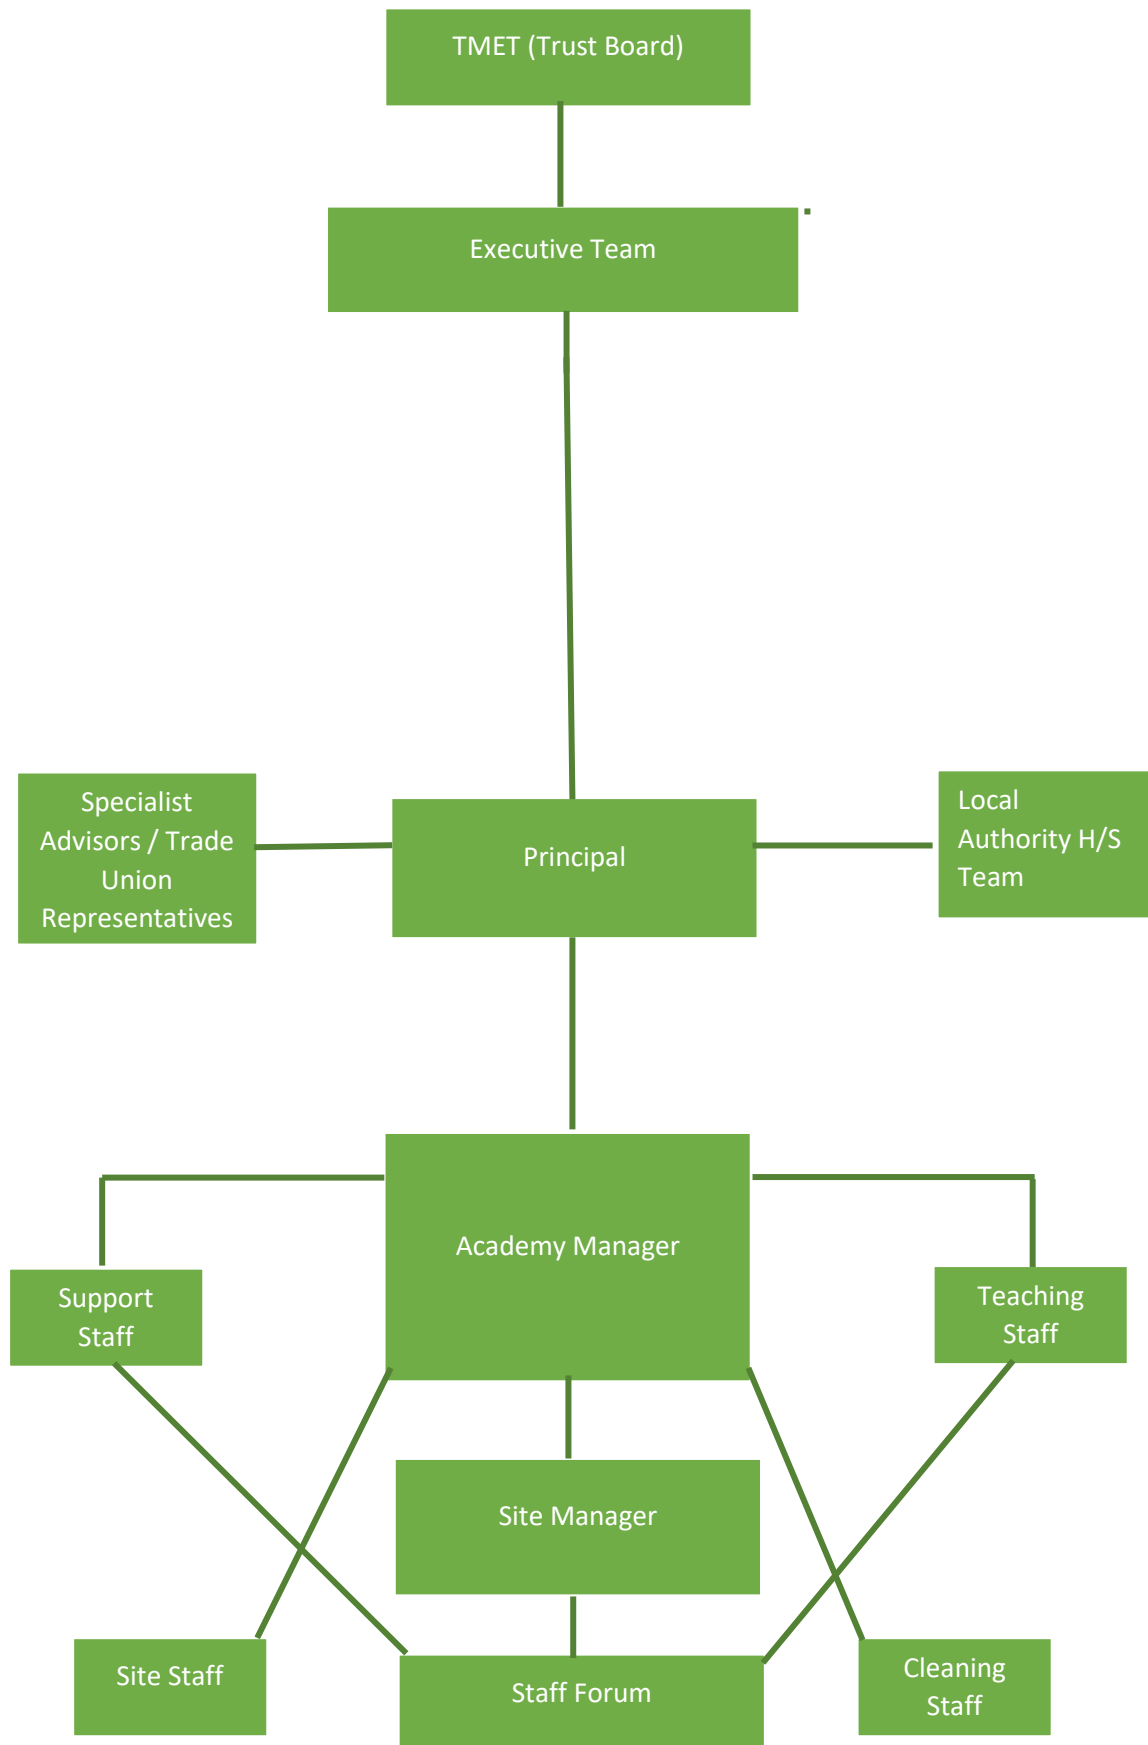 TMET (Trust Board)
Executive Team
Specialist
Advisors / Trade
Union
Representatives
Principal
Local
Authority H/S
Team
Academy Manager
Support
Staff
Teaching
Staff
Site Manager
Site Staff
Staff Forum
Cleaning
Staff